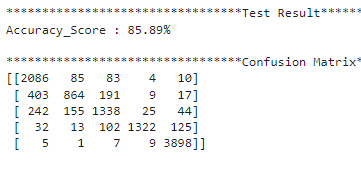 *******************************Test Result******
Accuracy_Score : 85.89%
*******************************Confusion Matrix*
[[2086   85   83    4   10]
 [ 403  864  191    9   17]
 [ 242  155 1338   25   44]
 [  32   13  102 1322  125]
 [   5    1    7    9 3898]]